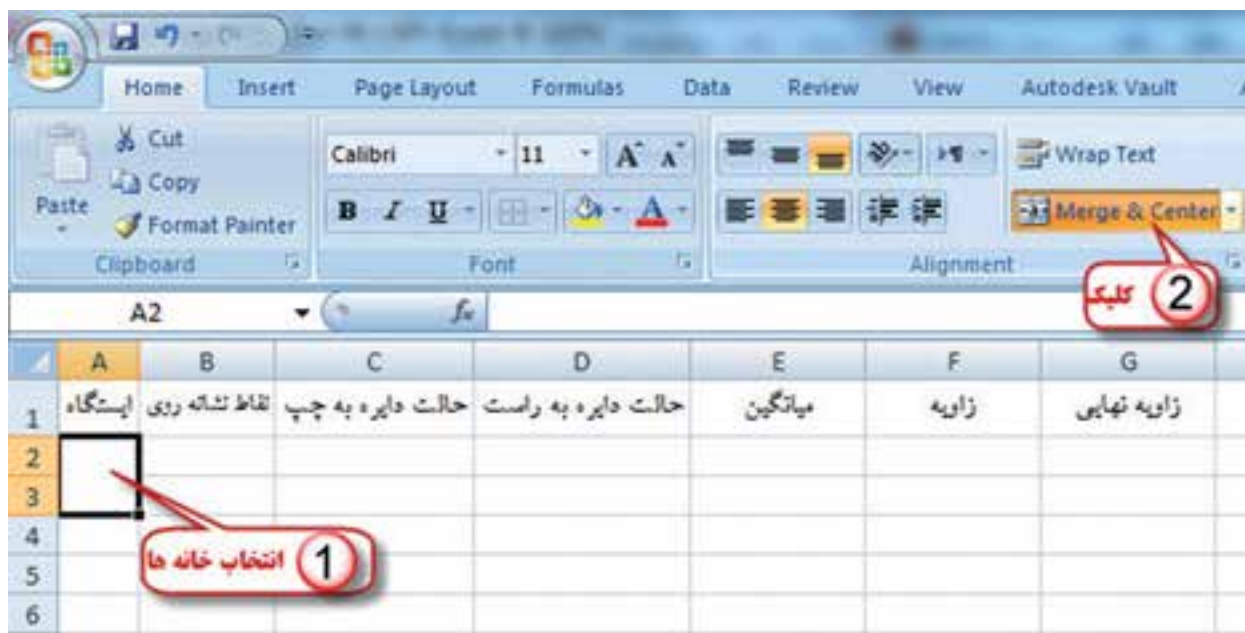 Home Insert Page Layout Formulas Data Review View Autodesk Vault
Cut
Calibri 11 A A Wrap Text
Copy
Paste
B I U A Merge & Center
Format Painter
Clipboard Font Alignment
2 کلیک
A2 fx
A B C D E F G
1 ایستگاه نقاط نشانه روی حالت دایره به چپ حالت دایره به راست میانگین زاویه زاویه نهایی
2
3
4
1 انتخاب خانه ها
5
6